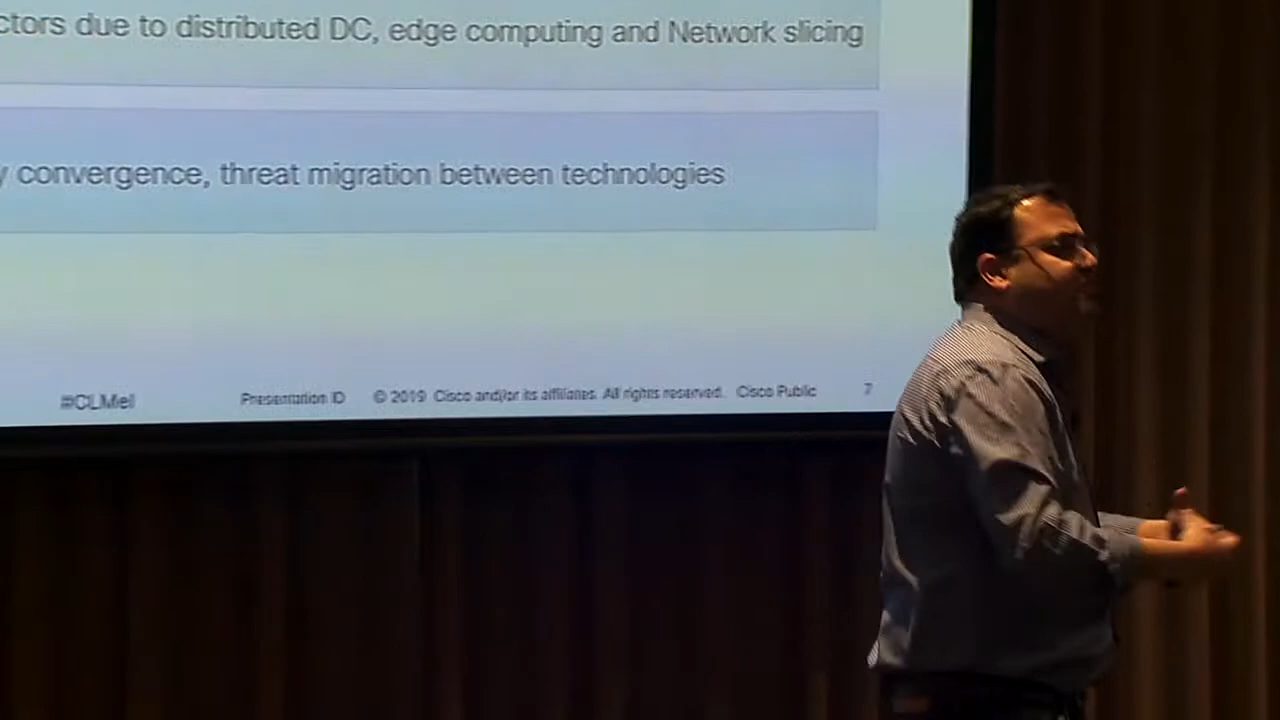 ctors due to distributed DC, edge computing and Network slicing
y convergence, threat migration between technologies
#CLMel Presentation ID © 2019 Cisco and/or its affiliates. All rights reserved. Cisco Public 7